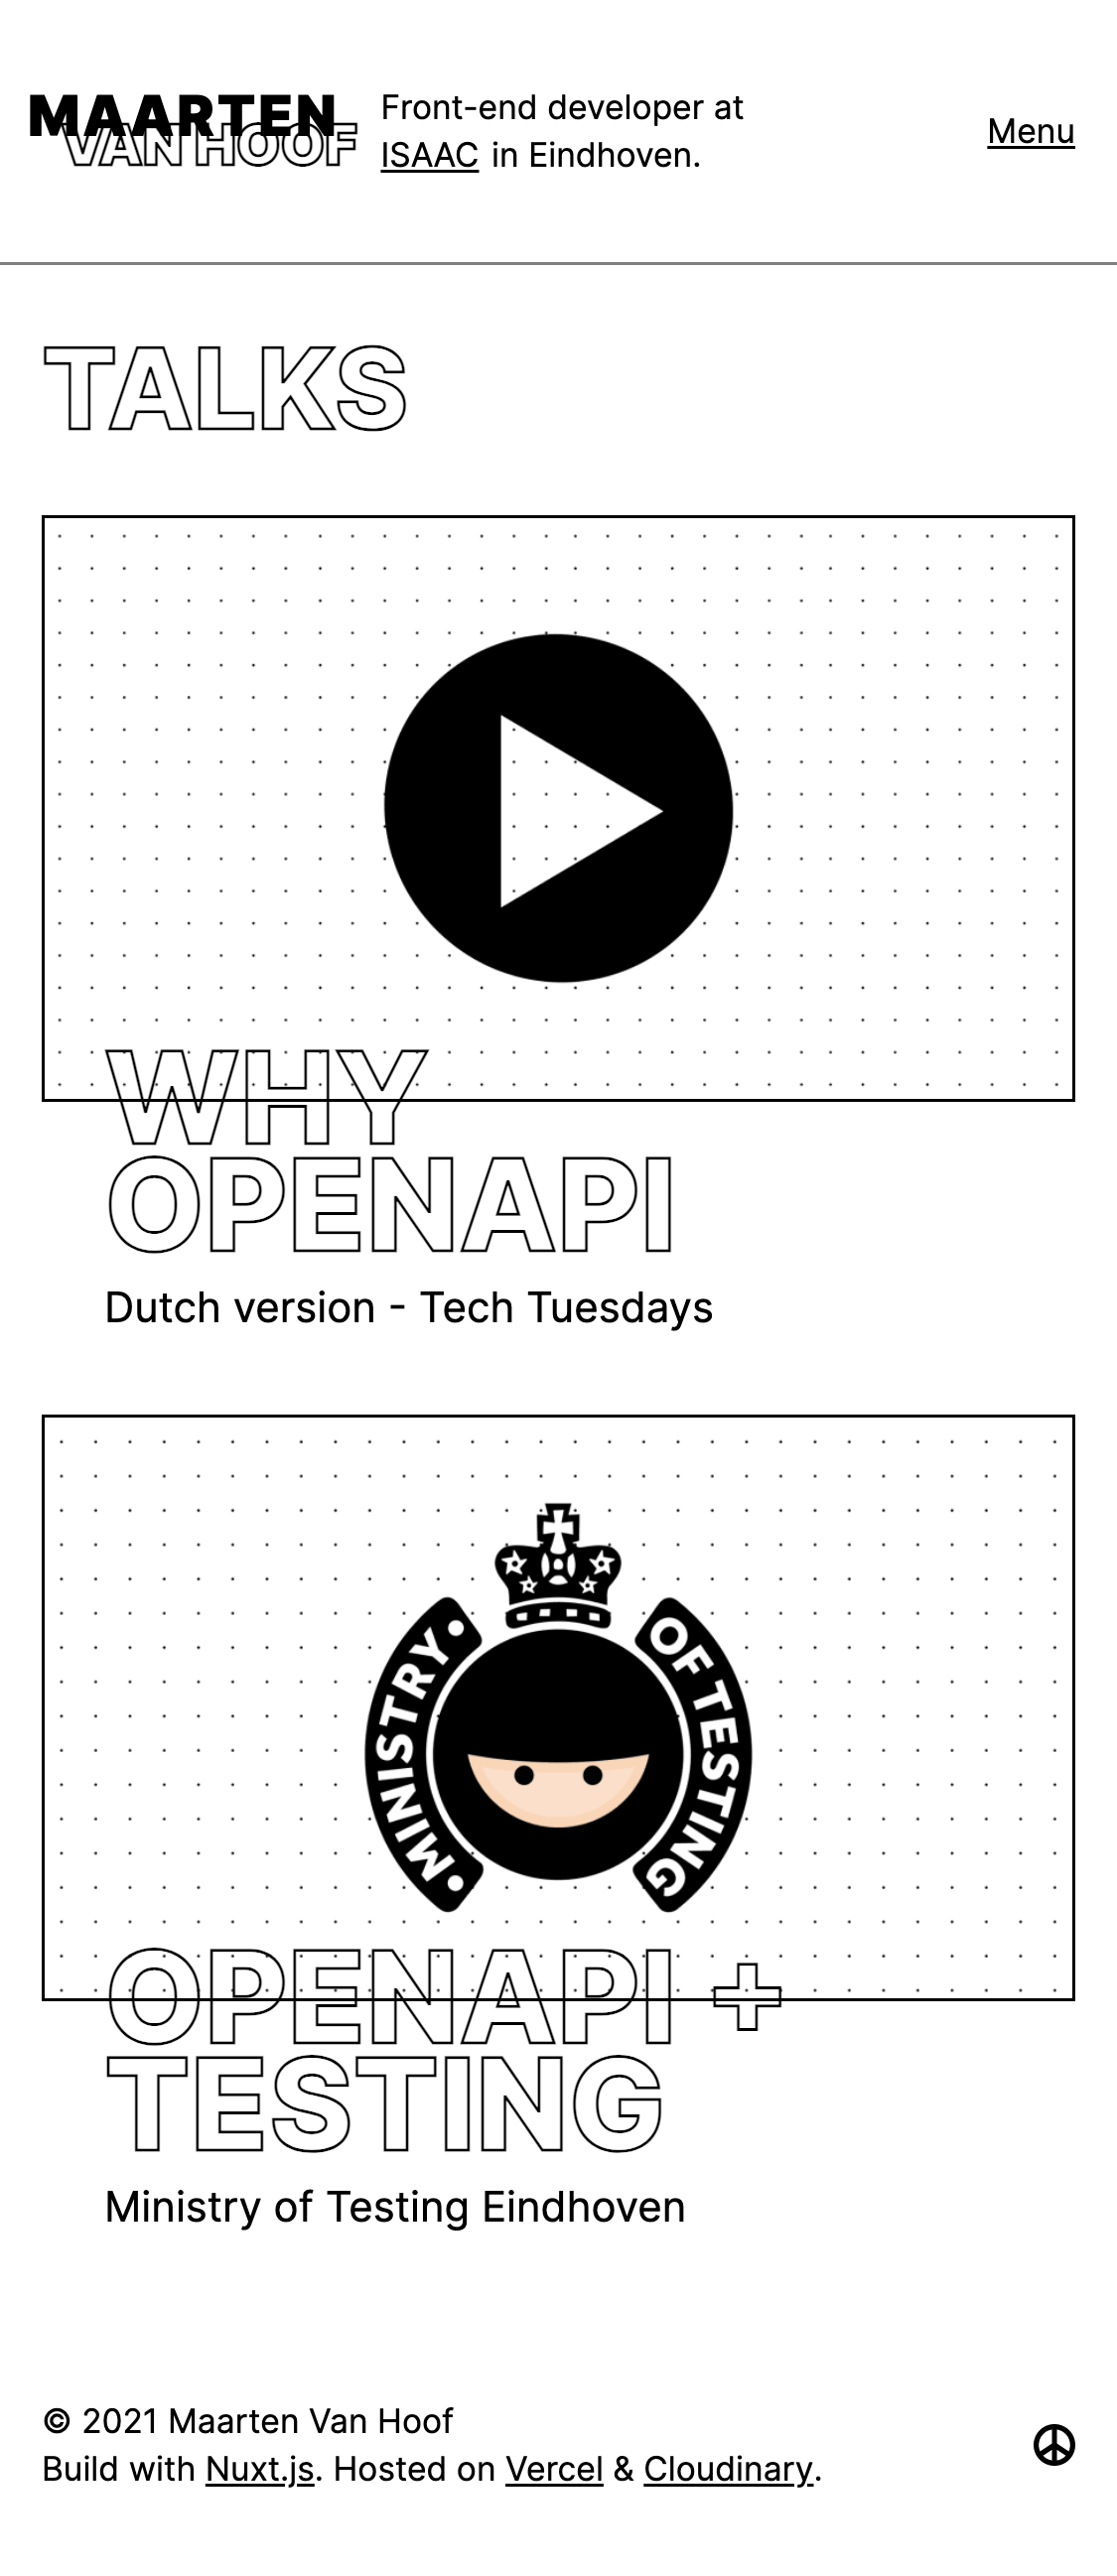 MAARTEN
VAN HOOF
Front-end developer at
ISAAC in Eindhoven.
Menu
TALKS
WHY
OPENAPI
Dutch version - Tech Tuesdays
MINISTRY
OF TESTING
OPENAPI +
TESTING
Ministry of Testing Eindhoven
© 2021 Maarten Van Hoof
Build with Nuxt.js. Hosted on Vercel & Cloudinary.